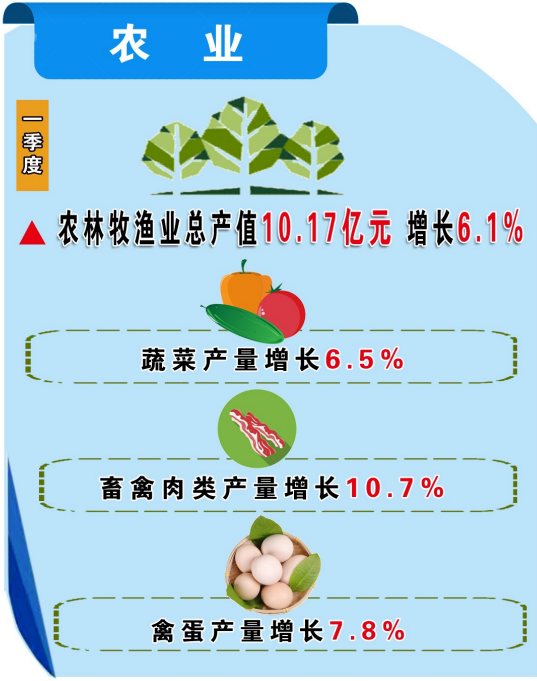 农业
一季度
▲ 农林牧渔业总产值10.17亿元 增长6.1%
蔬菜产量增长6.5%
畜禽肉类产量增长10.7%
禽蛋产量增长7.8%